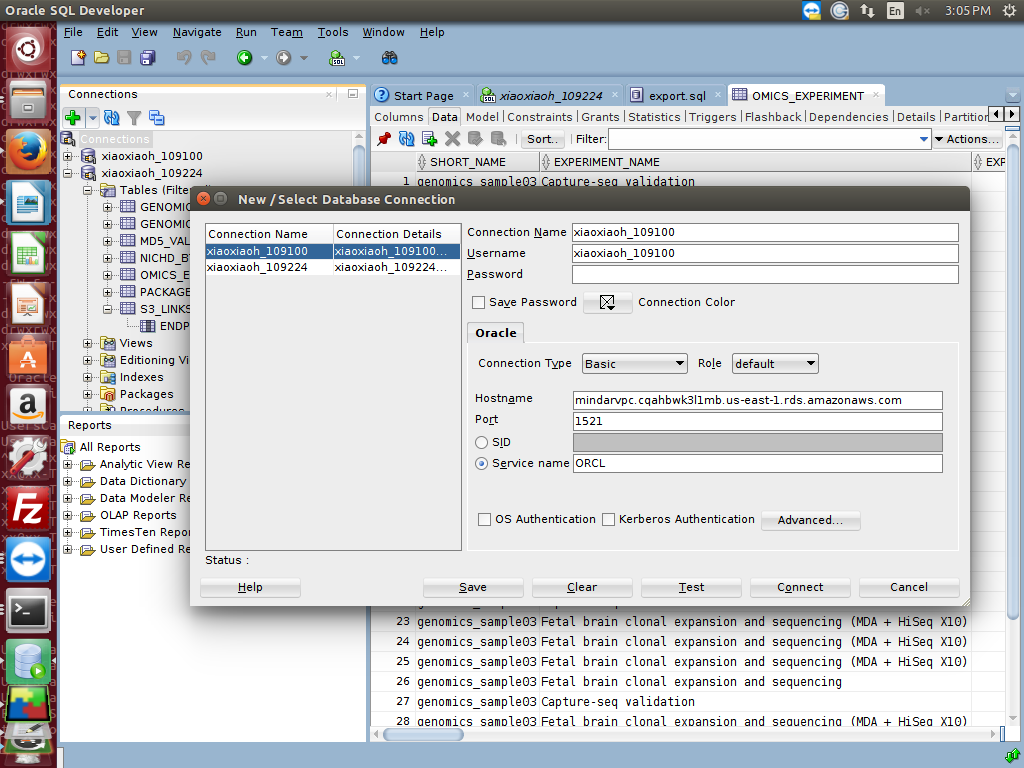 Oracle SQL Developer
En
3:05 PM
File Edit View Navigate Run Team Tools Window Help
Connections
Start Page
xiaoxiaoh_109224
export.sql
OMICS_EXPERIMENT
Columns Data Model Constraints Grants Statistics Triggers Flashback Dependencies Details Partition
Sort.. Filter: Actions...
SHORT_NAME EXPERIMENT_NAME EXP
1 genomics_sample03 Capture-seq validation
Connections
xiaoxiaoh_109100
xiaoxiaoh_109224
Tables (Filter
GENOMIC
GENOMIC
MD5_VAL
NICHD_BT
OMICS_E
PACKAGE
S3_LINKS
ENDP
Views
Editioning Vi
Indexes
Packages
Procedures
Reports
All Reports
Analytic View Re
Data Dictionary
Data Modeler Re
OLAP Reports
TimesTen Repor
User Defined Re
New / Select Database Connection
Connection Name Connection Details
xiaoxiaoh_109100 xiaoxiaoh_109100...
xiaoxiaoh_109224 xiaoxiaoh_109224...
Connection Name xiaoxiaoh_109100
Username xiaoxiaoh_109100
Password
Save Password Connection Color
Oracle
Connection Type Basic Role default
Hostname mindarvpc.cqahbwk3l1mb.us-east-1.rds.amazonaws.com
Port 1521
SID
Service name ORCL
OS Authentication Kerberos Authentication Advanced...
Status :
Help Save Clear Test Connect Cancel
23 genomics_sample03 Fetal brain clonal expansion and sequencing (MDA + HiSeq X10)
24 genomics_sample03 Fetal brain clonal expansion and sequencing (MDA + HiSeq X10)
25 genomics_sample03 Fetal brain clonal expansion and sequencing (MDA + HiSeq X10)
26 genomics_sample03 Fetal brain clonal expansion and sequencing
27 genomics_sample03 Capture-seq validation
28 genomics_sample03 Fetal brain clonal expansion and sequencing (MDA + HiSeq X10)